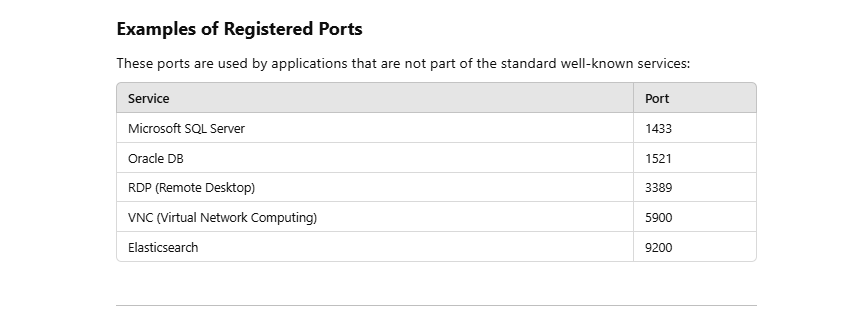 Examples of Registered Ports
These ports are used by applications that are not part of the standard well-known services:
Service Port
Microsoft SQL Server 1433
Oracle DB 1521
RDP (Remote Desktop) 3389
VNC (Virtual Network Computing) 5900
Elasticsearch 9200